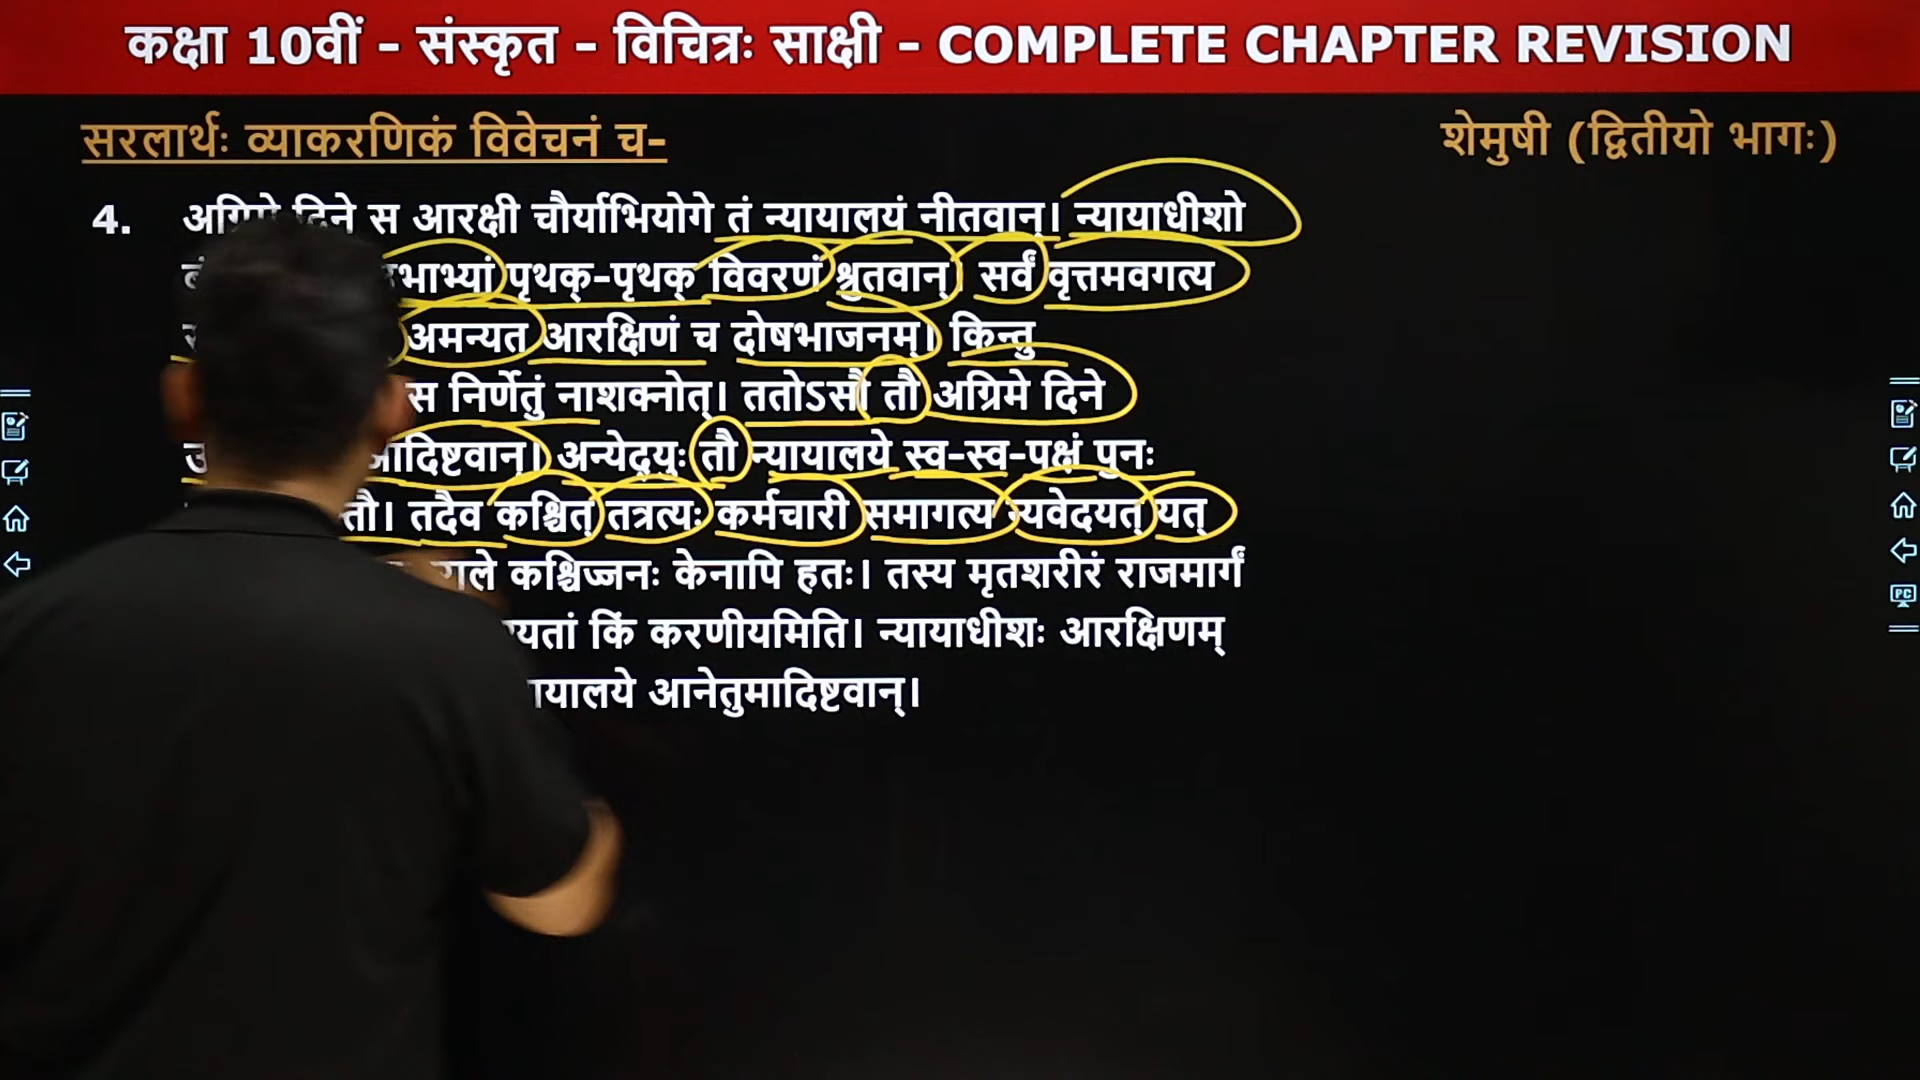 कक्षा 10वीं - संस्कृत - विचित्रः साक्षी - COMPLETE CHAPTER REVISION
सरलार्थः व्याकरणिकं विवेचनं च-
शेमुषी (द्वितीयो भागः)
4. अग्रिमे दिने स आरक्षी चौर्याभियोगे तं न्यायालयं नीतवान्। न्यायाधीशो
पृथक्-पृथक् विवरणं श्रुतवान्। सर्वं वृत्तमवगत्य
अमन्यत आरक्षिणं च दोषभाजनम्। किन्तु
स निर्णेतुं नाशक्नोत्। ततोऽसौ तौ अग्रिमे दिने
अन्येद्युः तौ न्यायालये स्व-स्व-पक्षं पुनः
तदैव कश्चित् तत्रत्यः कर्मचारी समागत्य न्यवेदयत् यत्
कश्चिज्जनः केनापि हतः। तस्य मृतशरीरं राजमार्गं
किं करणीयमिति। न्यायाधीशः आरक्षिणम्
आनेतुमादिष्टवान्।
PC